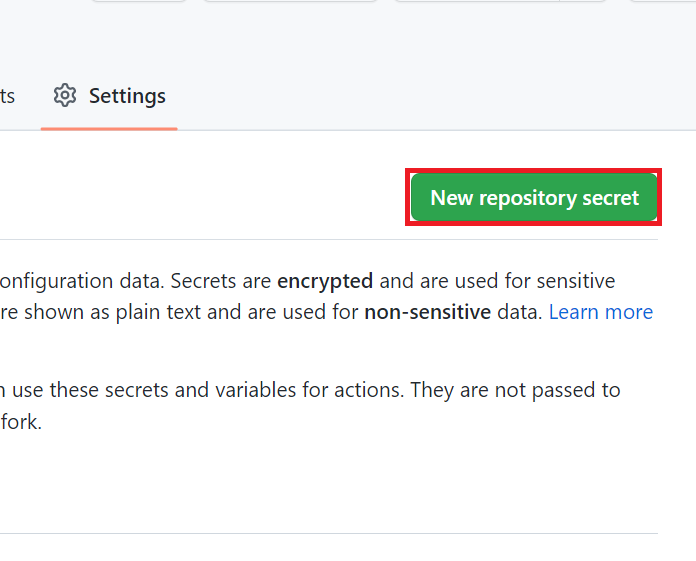 ts
Settings
New repository secret
onfiguration data. Secrets are encrypted and are used for sensitive
re shown as plain text and are used for non-sensitive data. Learn more
n use these secrets and variables for actions. They are not passed to
fork.